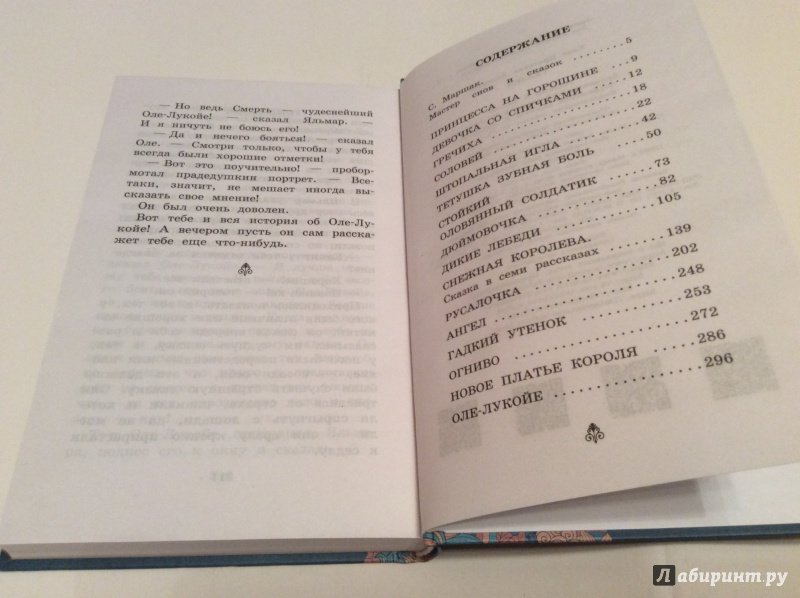 — Но ведь Смерть — чудеснейший
Оле-Лукойе! — сказал Яльмар. —
И я ничуть не боюсь его!
— Да и нечего бояться! — сказал
Оле. — Смотри только, чтобы у тебя
всегда были хорошие отметки!
— Вот это поучительно! — пробор-
мотал прадедушкин портрет. — Все-
таки, значит, не мешает иногда вы-
сказать свое мнение!
Он был очень доволен.
Вот тебе и вся история об Оле-Лу-
койе! А вечером пусть он сам расска-
жет тебе еще что-нибудь.
СОДЕРЖАНИЕ
С. Маршак.
Мастер снов и сказок . . . . . . . . . . 5
ПРИНЦЕССА НА ГОРОШИНЕ . . . . 9
ДЕВОЧКА СО СПИЧКАМИ . . . . . . 12
ГРЕЧИХА . . . . . . . . . . . . . . 18
СОЛОВЕЙ . . . . . . . . . . . . . . 22
ШТОПАЛЬНАЯ ИГЛА . . . . . . . . 42
ТЕТУШКА ЗУБНАЯ БОЛЬ . . . . . . 50
СТОЙКИЙ
ОЛОВЯННЫЙ СОЛДАТИК . . . . . . 73
ДЮЙМОВОЧКА . . . . . . . . . . . 82
ДИКИЕ ЛЕБЕДИ . . . . . . . . . . 105
СНЕЖНАЯ КОРОЛЕВА.
Сказка в семи рассказах . . . . . . . 139
РУСАЛОЧКА . . . . . . . . . . . . 202
АНГЕЛ . . . . . . . . . . . . . . . 248
ГАДКИЙ УТЕНОК . . . . . . . . . . 253
ОГНИВО . . . . . . . . . . . . . . 272
НОВОЕ ПЛАТЬЕ КОРОЛЯ . . . . . . 286
ОЛЕ-ЛУКОЙЕ . . . . . . . . . . . . 296
Лабиринт.ру